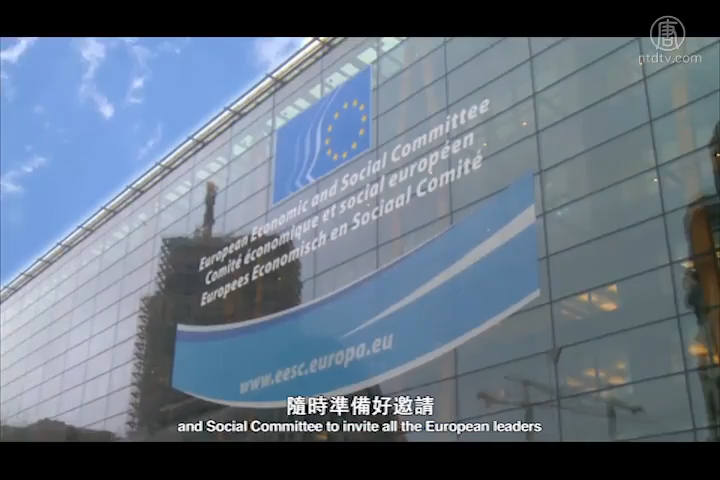 唐
ntdtv.com
European Economic and Social Committee
Comité économique et social européen
Europees Economisch en Sociaal Comité
www.eesc.europa.eu
隨時準備好邀請
and Social Committee to invite all the European leaders